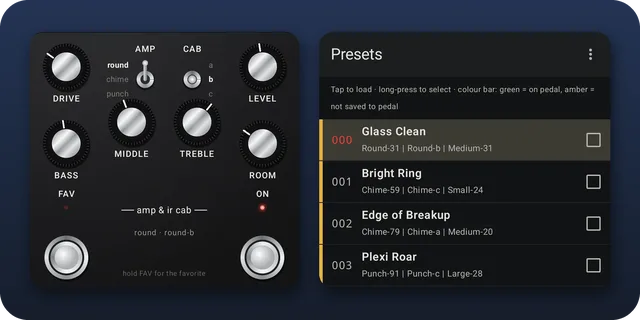 AMP CAB
round
chime
punch
a
b
c
DRIVE
LEVEL
MIDDLE
TREBLE
BASS
ROOM
FAV
ON
amp & ir cab
round · round-b
hold FAV for the favorite
Presets
Tap to load · long-press to select · colour bar: green = on pedal, amber =
not saved to pedal
000
Glass Clean
Round-31 | Round-b | Medium-31
001
Bright Ring
Chime-59 | Chime-c | Small-24
002
Edge of Breakup
Chime-79 | Chime-a | Medium-20
003
Plexi Roar
Punch-91 | Punch-c | Large-28